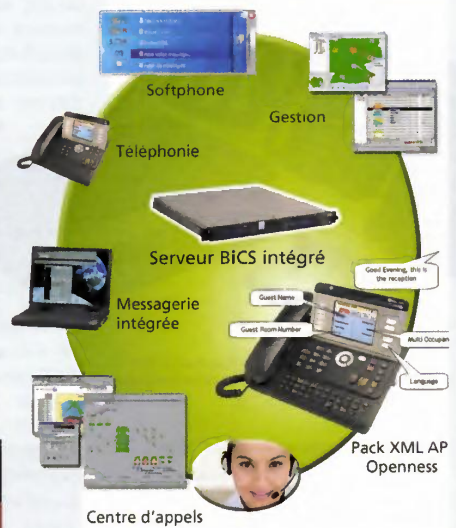 Softphone
Gestion
Téléphonie
Serveur BiCS intégré
Good Evening, this is
the reception
Guest Name
Guest Room Number
Multi Occupan
Language
Messagerie
intégrée
Pack XML AP
Openness
Centre d'appels